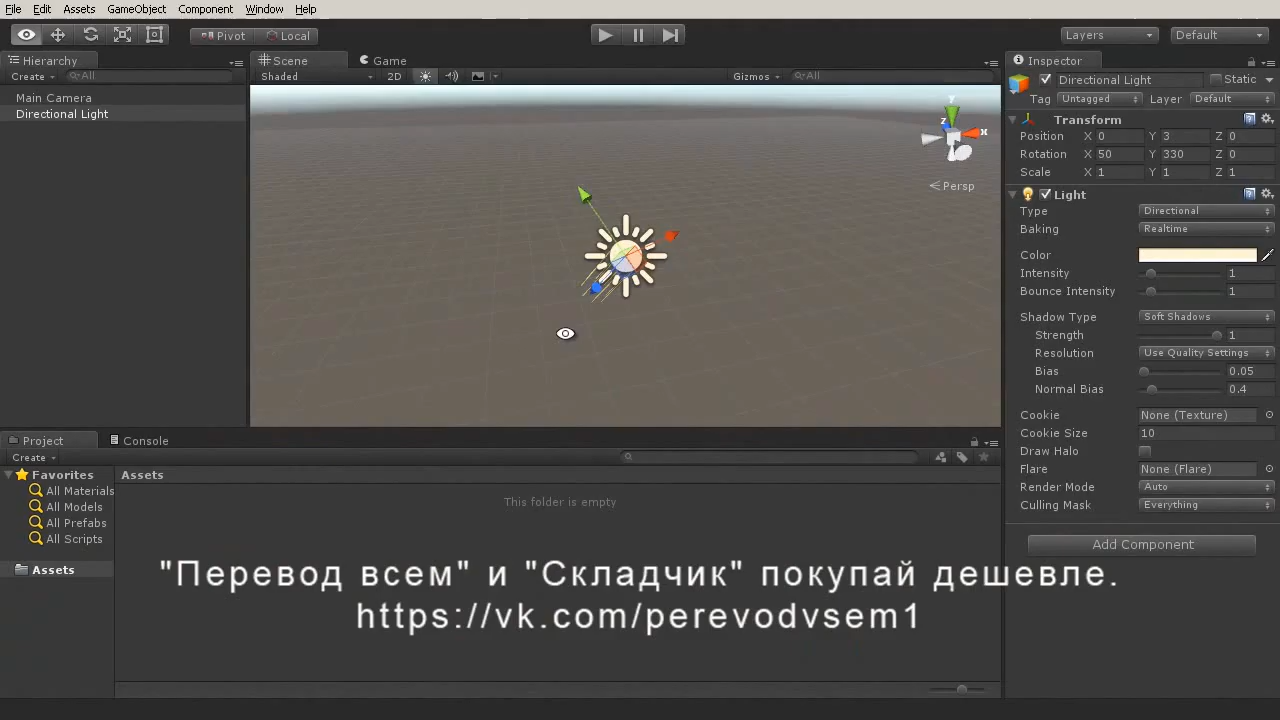 File Edit Assets GameObject Component Window Help
Pivot Local Layers Default
Hierarchy
Create All
Main Camera
Directional Light
Scene Game
Shaded 2D Gizmos All
Y
Z
X
Persp
Inspector
Directional Light Static
Tag Untagged Layer Default
Transform
Position X 0 Y 3 Z 0
Rotation X 50 Y 330 Z 0
Scale X 1 Y 1 Z 1
Light
Type Directional
Baking Realtime
Color
Intensity 1
Bounce Intensity 1
Shadow Type Soft Shadows
Strength 1
Resolution Use Quality Settings
Bias 0.05
Normal Bias 0.4
Cookie None (Texture)
Cookie Size 10
Draw Halo
Flare None (Flare)
Render Mode Auto
Culling Mask Everything
Add Component
Project Console
Create
Favorites
All Materials
All Models
All Prefabs
All Scripts
Assets
Assets
This folder is empty
"Перевод всем" и "Складчик" покупай дешевле.
https://vk.com/perevodvsem1